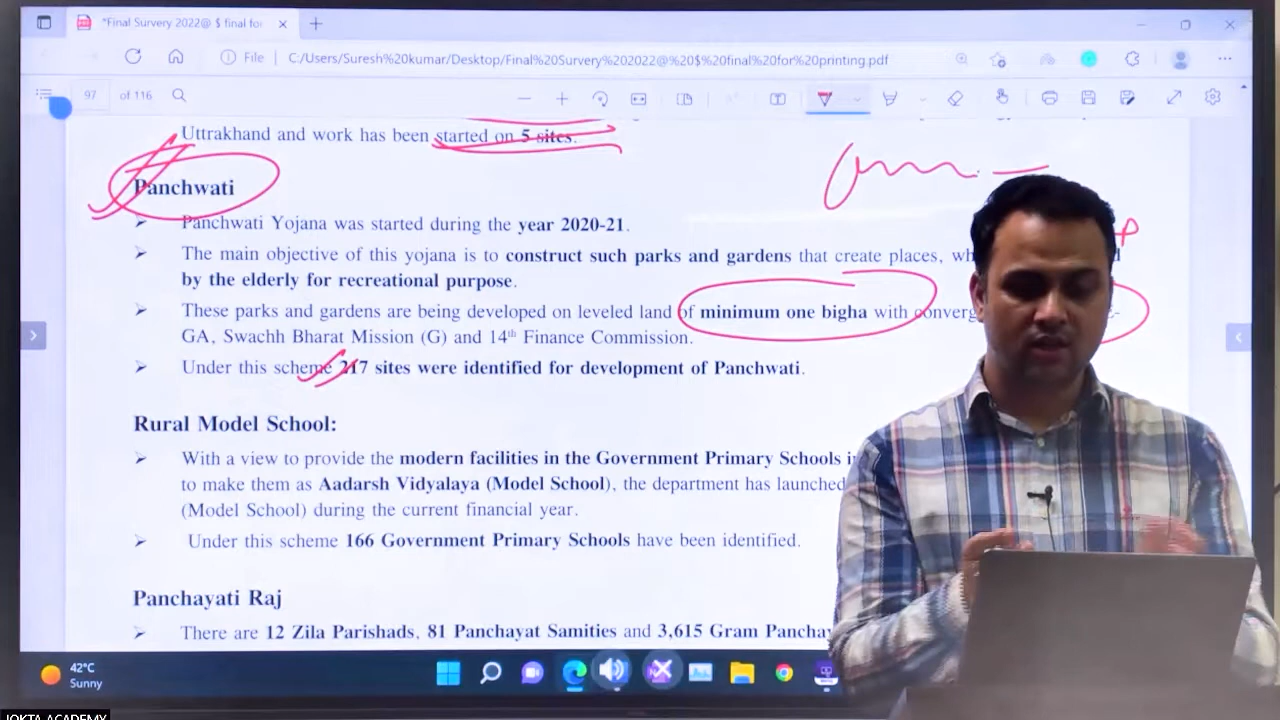 *Final Survery 2022@ $ final for
File
C:/Users/Suresh%20kumar/Desktop/Final%20Survery%202022@%20$%20final%20for%20printing.pdf
97 of 116
Uttrakhand and work has been started on 5 sites.
Panchwati
Panchwati Yojana was started during the year 2020-21.
The main objective of this yojana is to construct such parks and gardens that create places,
by the elderly for recreational purpose.
These parks and gardens are being developed on leveled land of minimum one bigha with
GA, Swachh Bharat Mission (G) and 14th Finance Commission.
Under this scheme 217 sites were identified for development of Panchwati.
Rural Model School:
With a view to provide the modern facilities in the Government Primary Schools
to make them as Aadarsh Vidyalaya (Model School), the department has launched
(Model School) during the current financial year.
Under this scheme 166 Government Primary Schools have been identified.
Panchayati Raj
There are 12 Zila Parishads, 81 Panchayat Samities and 3,615 Gram
42°C
Sunny
JOKTA ACADEMY